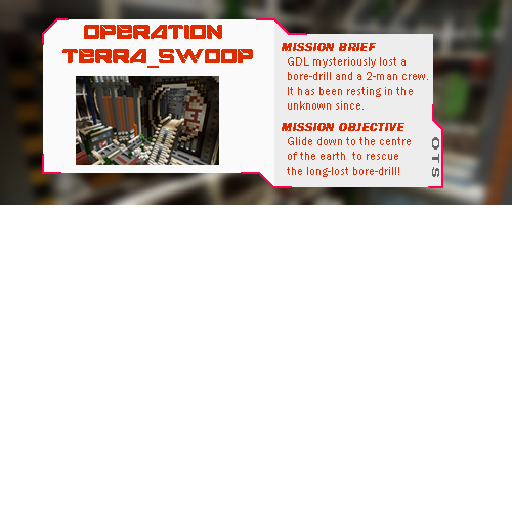 OPERATION
TERRA_SWOOP
MISSION BRIEF
GDL mysteriously lost a
bore-drill and a 2-man crew.
It has been resting in the
unknown since.
MISSION OBJECTIVE
Glide down to the centre
of the earth to rescue
the long-lost bore-drill!
OTS